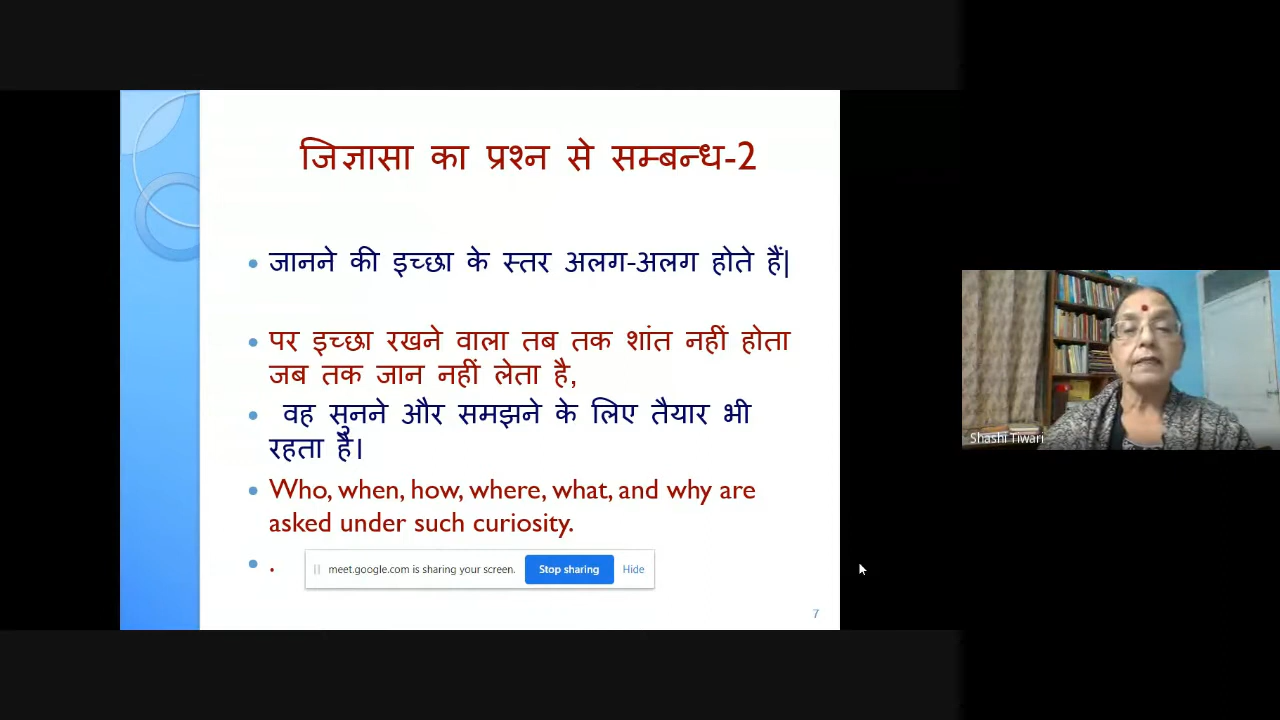 जिज्ञासा का प्रश्न से सम्बन्ध-2
जानने की इच्छा के स्तर अलग-अलग होते हैं|
पर इच्छा रखने वाला तब तक शांत नहीं होता
जब तक जान नहीं लेता है,
वह सुनने और समझने के लिए तैयार भी
रहता है।
Who, when, how, where, what, and why are
asked under such curiosity.
.
meet.google.com is sharing your screen. Stop sharing Hide
7
Shashi Tiwari